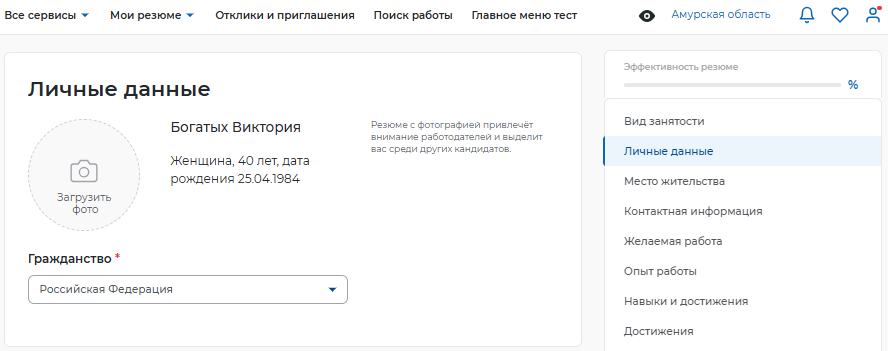 Все сервисы Мои резюме Отклики и приглашения Поиск работы Главное меню тест Амурская область
Личные данные
Загрузить
фото
Богатых Виктория
Женщина, 40 лет, дата
рождения 25.04.1984
Резюме с фотографией привлечёт
внимание работодателей и выделит
вас среди других кандидатов.
Гражданство *
Российская Федерация
Эффективность резюме
%
Вид занятости
Личные данные
Место жительства
Контактная информация
Желаемая работа
Опыт работы
Навыки и достижения
Достижения